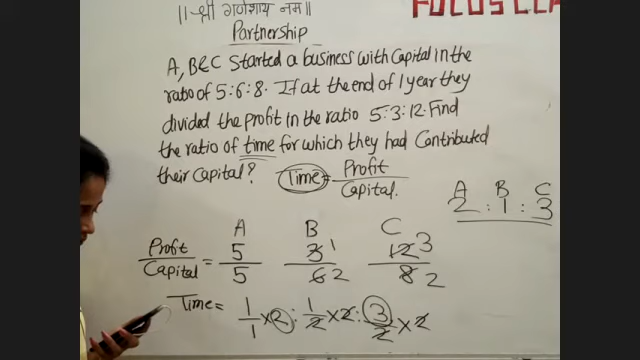 ||श्री गणेशाय नमः||
FOCUS CLA
Partnership
A, B&C Started a business with Capital in the
ratio of 5:6:8. If at the end of 1 year they
divided the profit in the ratio 5:3:12. Find
the ratio of time for which they had Contributed
their Capital? Time = Profit / Capital.
A B C
2 : 1 : 3
A B C
Profit / Capital = 5/5 3 1 / 6 2 12 3 / 8 2
Time = 1/1 ×2 : 1/2 ×2 : 3/2 ×2